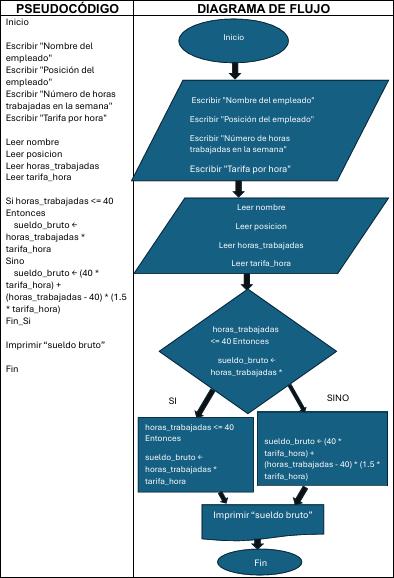 PSEUDOCÓDIGO
Inicio
Escribir "Nombre del
empleado"
Escribir "Posición del
empleado"
Escribir "Número de horas
trabajadas en la semana"
Escribir "Tarifa por hora"
Leer nombre
Leer posicion
Leer horas_trabajadas
Leer tarifa_hora
Si horas_trabajadas <= 40
Entonces
sueldo_bruto ←
horas_trabajadas *
tarifa_hora
Sino
sueldo_bruto ← (40 *
tarifa_hora) +
(horas_trabajadas - 40) * (1.5
* tarifa_hora)
Fin_Si
Imprimir “sueldo bruto”
Fin
DIAGRAMA DE FLUJO
Inicio
Escribir "Nombre del empleado"
Escribir "Posición del empleado"
Escribir "Número de horas
trabajadas en la semana"
Escribir "Tarifa por hora"
Leer nombre
Leer posicion
Leer horas_trabajadas
Leer tarifa_hora
horas_trabajadas
<= 40 Entonces
sueldo_bruto ←
horas_trabajadas *
SI
SINO
horas_trabajadas <= 40
Entonces
sueldo_bruto ←
horas_trabajadas *
tarifa_hora
sueldo_bruto ← (40 *
tarifa_hora) +
(horas_trabajadas - 40) * (1.5 *
tarifa_hora)
Imprimir “sueldo bruto”
Fin